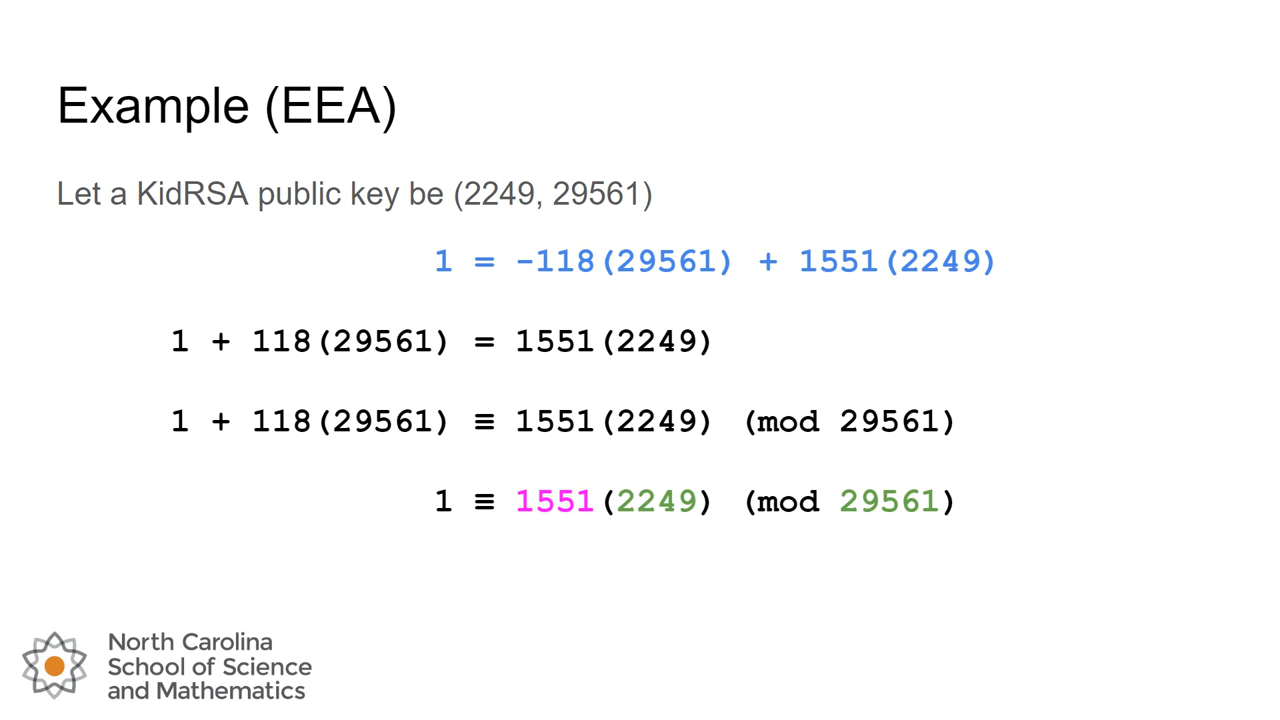 Example (EEA)
Let a KidRSA public key be (2249, 29561)
1 = -118(29561) + 1551(2249)
1 + 118(29561) = 1551(2249)
1 + 118(29561) ≡ 1551(2249) (mod 29561)
1 ≡ 1551(2249) (mod 29561)
North Carolina
School of Science
and Mathematics